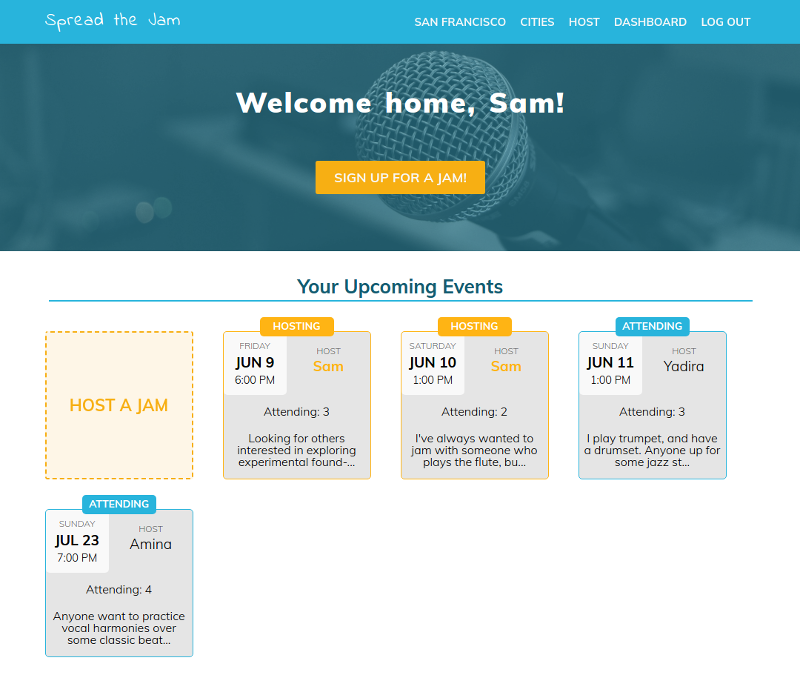 Spread the Jam
SAN FRANCISCO CITIES HOST DASHBOARD LOG OUT
Welcome home, Sam!
SIGN UP FOR A JAM!
Your Upcoming Events
HOST A JAM
HOSTING
FRIDAY
JUN 9
6:00 PM
HOST
Sam
Attending: 3
Looking for others
interested in exploring
experimental found-...
HOSTING
SATURDAY
JUN 10
1:00 PM
HOST
Sam
Attending: 2
I've always wanted to
jam with someone who
plays the flute, bu...
ATTENDING
SUNDAY
JUN 11
1:00 PM
HOST
Yadira
Attending: 3
I play trumpet, and have
a drumset. Anyone up for
some jazz st...
ATTENDING
SUNDAY
JUL 23
7:00 PM
HOST
Amina
Attending: 4
Anyone want to practice
vocal harmonies over
some classic beat...